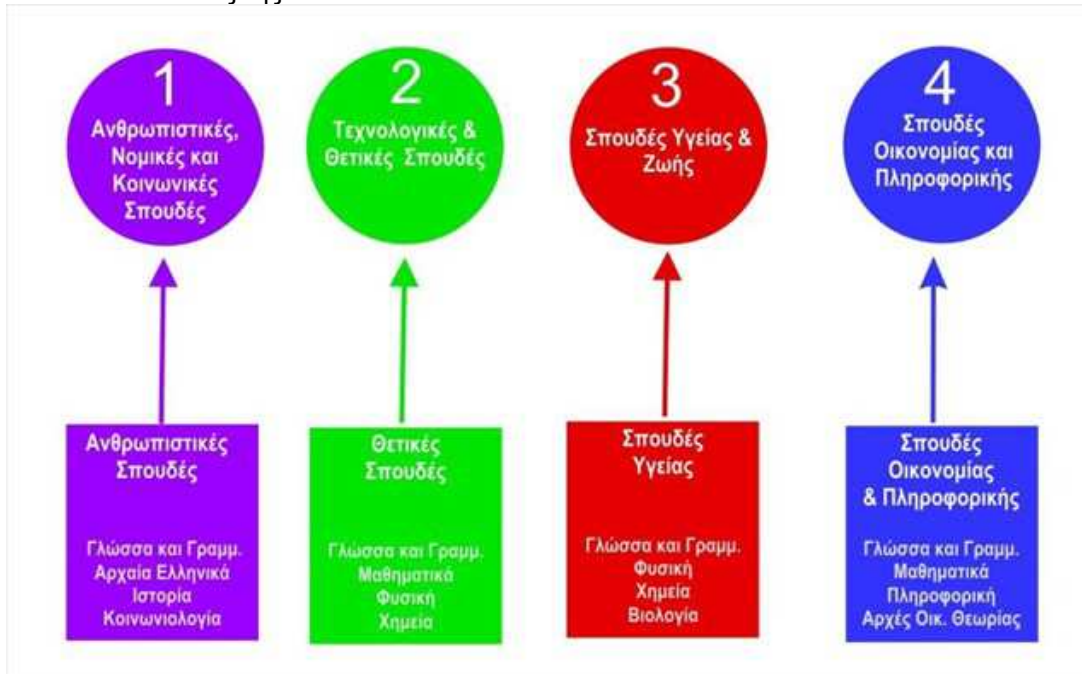 1
Ανθρωπιστικές,
Νομικές και
Κοινωνικές
Σπουδές
2
Τεχνολογικές &
Θετικές Σπουδές
3
Σπουδές Υγείας &
Ζωής
4
Σπουδές
Οικονομίας και
Πληροφορικής
Ανθρωπιστικές
Σπουδές
Γλώσσα και Γραμμ.
Αρχαία Ελληνικά
Ιστορία
Κοινωνιολογία
Θετικές
Σπουδές
Γλώσσα και Γραμμ.
Μαθηματικά
Φυσική
Χημεία
Σπουδές
Υγείας
Γλώσσα και Γραμμ.
Φυσική
Χημεία
Βιολογία
Σπουδές
Οικονομίας
& Πληροφορικής
Γλώσσα και Γραμμ.
Μαθηματικά
Πληροφορική
Αρχές Οικ. Θεωρίας